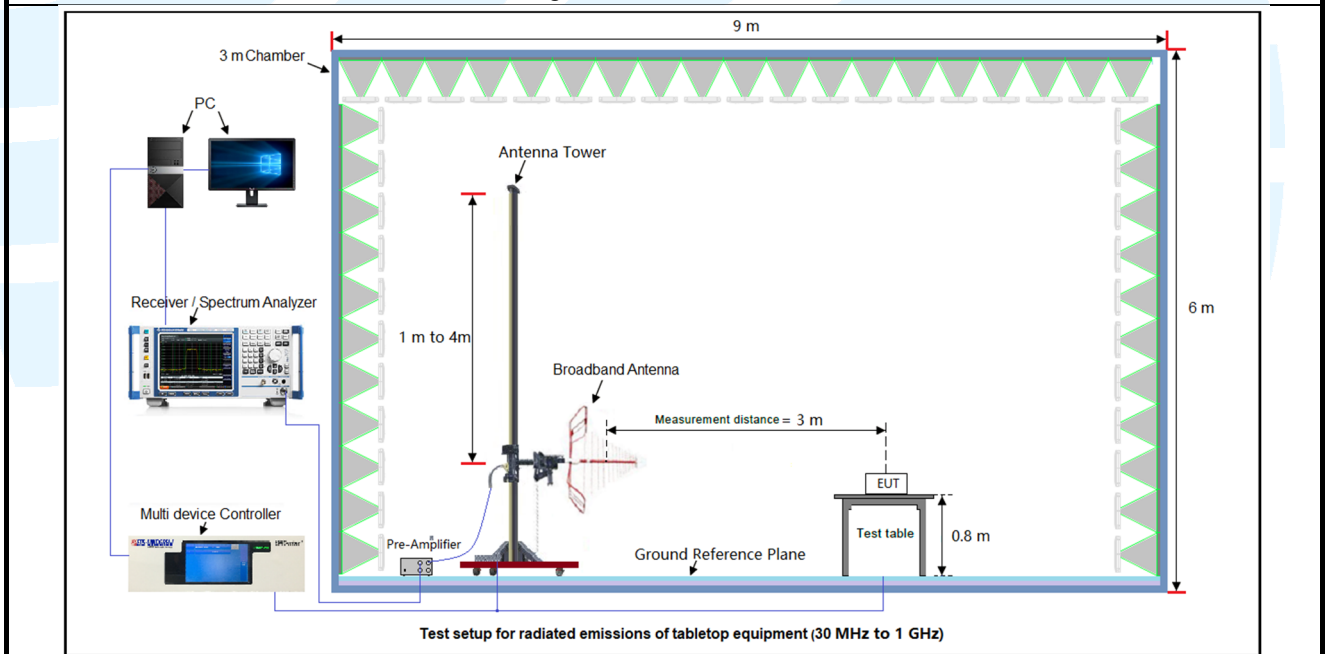 9 m
3 m Chamber
PC
Antenna Tower
Receiver / Spectrum Analyzer
6 m
1 m to 4m
Broadband Antenna
Measurement distance = 3 m
EUT
Multi device Controller
Test table
0.8 m
Pre-Amplifier
Ground Reference Plane
Test setup for radiated emissions of tabletop equipment (30 MHz to 1 GHz)